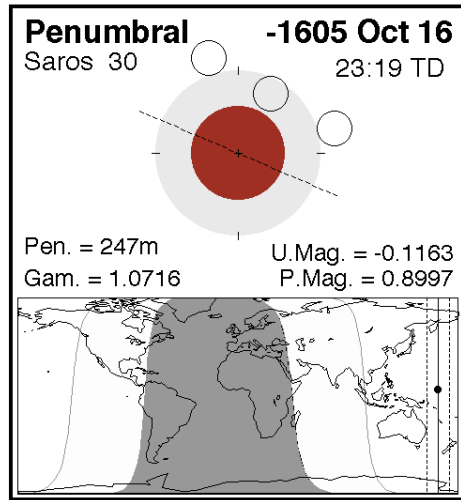 Penumbral -1605 Oct 16
Saros 30 23:19 TD
Pen. = 247m U.Mag. = -0.1163
Gam. = 1.0716 P.Mag. = 0.8997